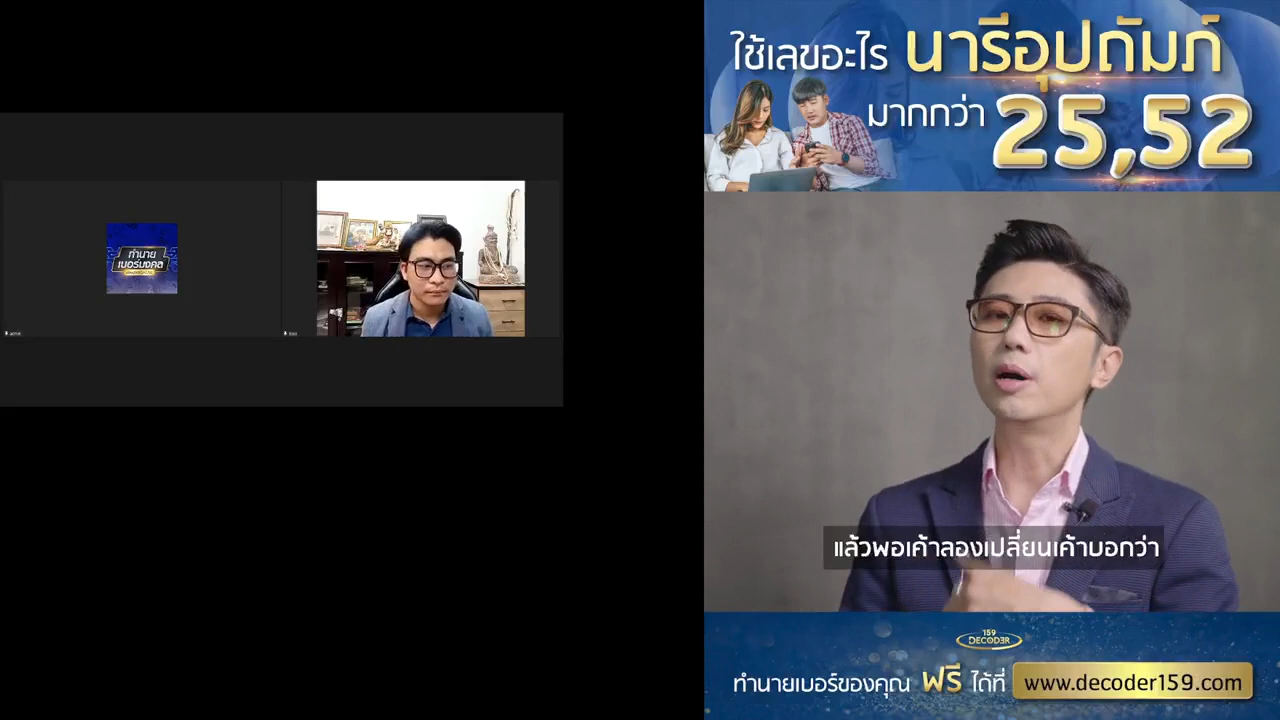 ทำนาย
เบอร์มงคล
ใช้เลขอะไร นารีอุปถัมภ์
มากกว่า 25,52
แล้วพอเค้าลองเปลี่ยนเค้าบอกว่า
159
DECODER
ทำนายเบอร์ของคุณ ฟรี ได้ที่ www.decoder159.com